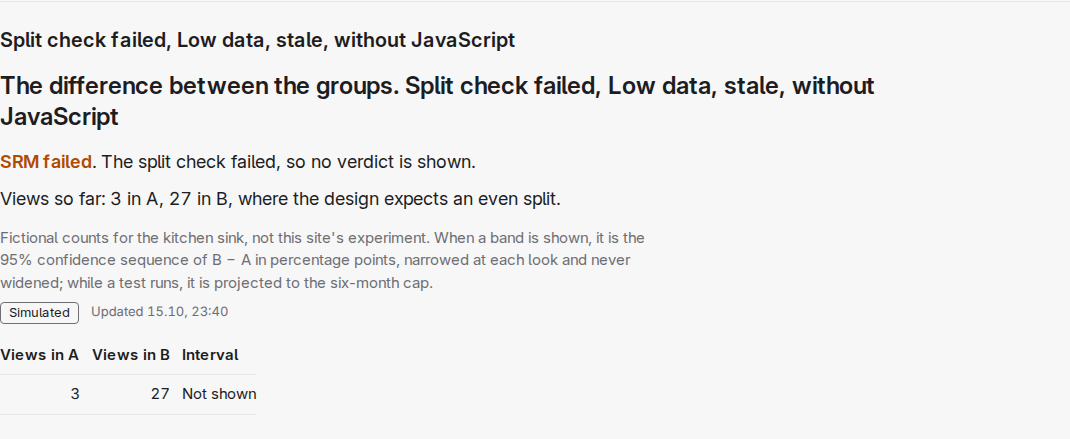 Split check failed, Low data, stale, without JavaScript
The difference between the groups. Split check failed, Low data, stale, without
JavaScript
SRM failed. The split check failed, so no verdict is shown.
Views so far: 3 in A, 27 in B, where the design expects an even split.
Fictional counts for the kitchen sink, not this site's experiment. When a band is shown, it is the
95% confidence sequence of B − A in percentage points, narrowed at each look and never
widened; while a test runs, it is projected to the six-month cap.
Simulated Updated 15.10, 23:40
Views in A Views in B Interval
3 27 Not shown